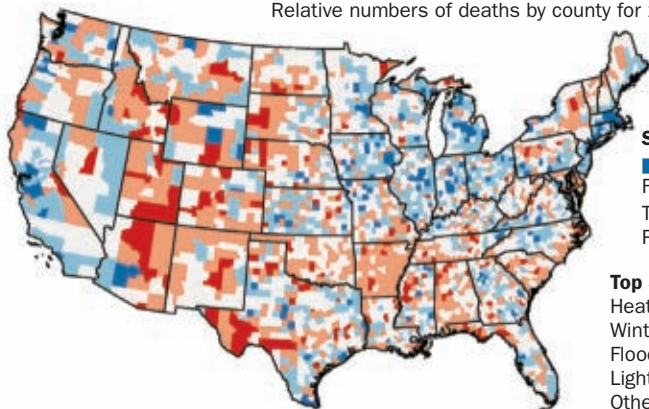 Relative numbers of deaths by county for
S
F
T
F
Top
Heat
Wint
Flood
Light
Othe